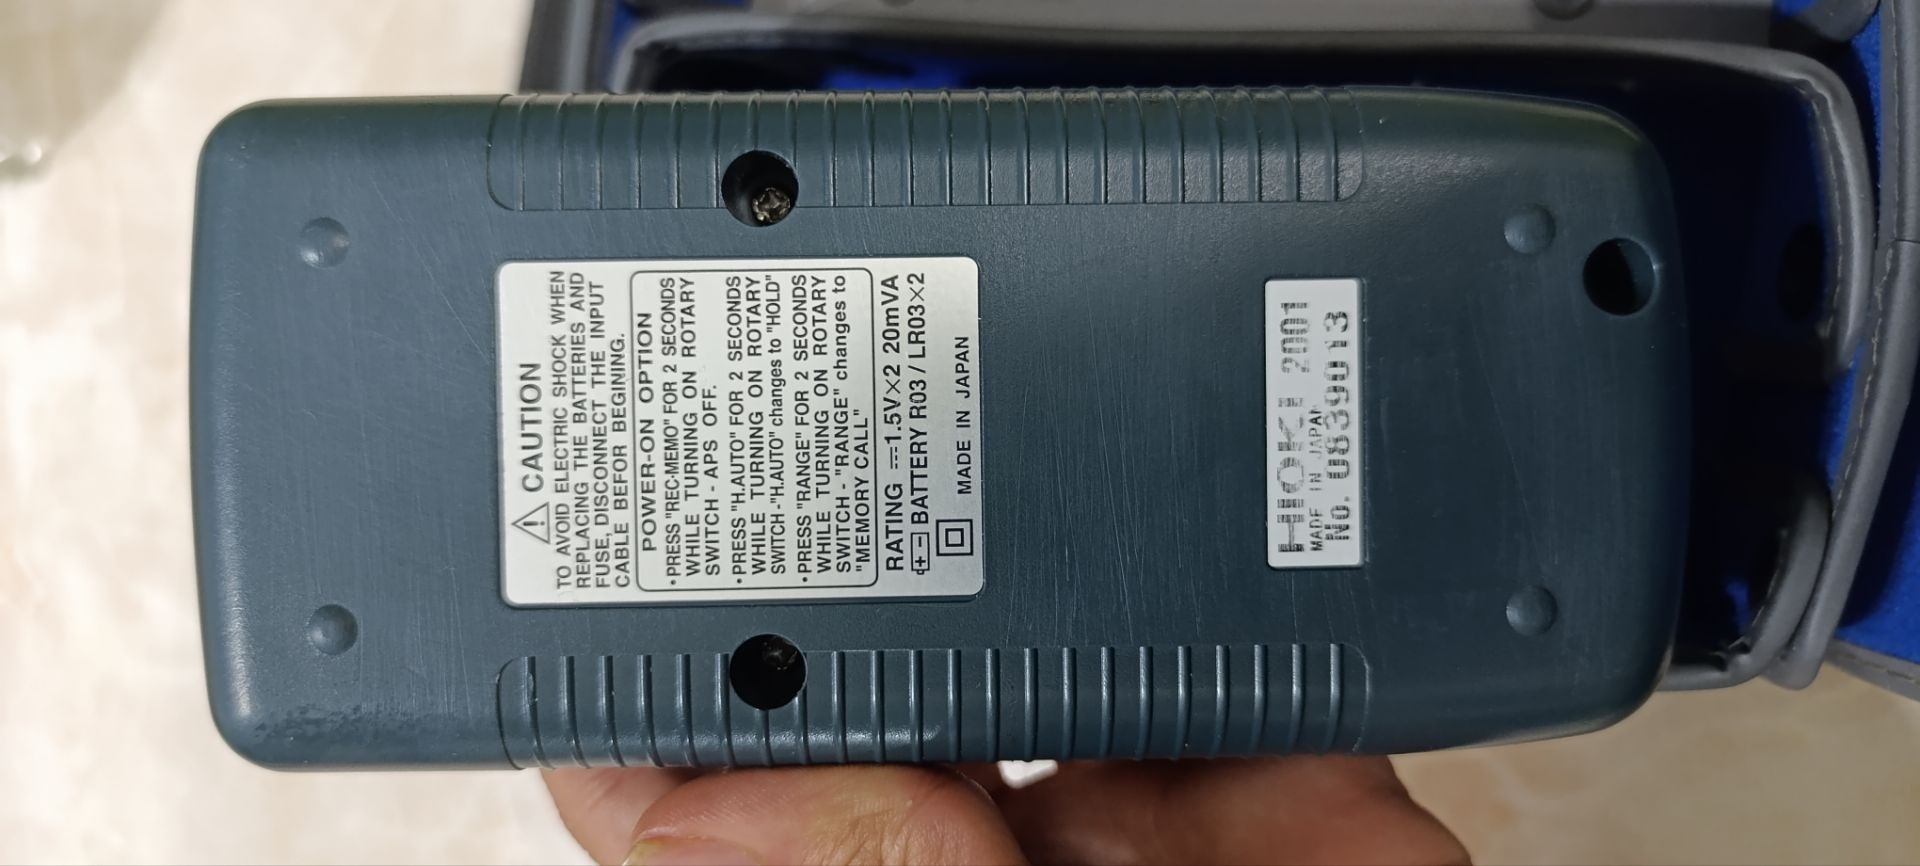 ⚠ CAUTION
TO AVOID ELECTRIC SHOCK WHEN
REPLACING THE BATTERIES AND
FUSE, DISCONNECT THE INPUT
CABLE BEFOR BEGINING.
POWER-ON OPTION
•PRESS "REC·MEMO" FOR 2 SECONDS
WHILE TURNING ON ROTARY
SWITCH - APS OFF.
•PRESS "H.AUTO" FOR 2 SECONDS
WHILE TURNING ON ROTARY
SWITCH -"H.AUTO" changes to "HOLD"
•PRESS "RANGE" FOR 2 SECONDS
WHILE TURNING ON ROTARY
SWITCH - "RANGE" changes to
"MEMORY CALL"
RATING ⎓1.5V×2 20mVA
BATTERY R03 / LR03×2
MADE IN JAPAN
HIOKI 2001
MADE IN JAPAN
No. 0839013